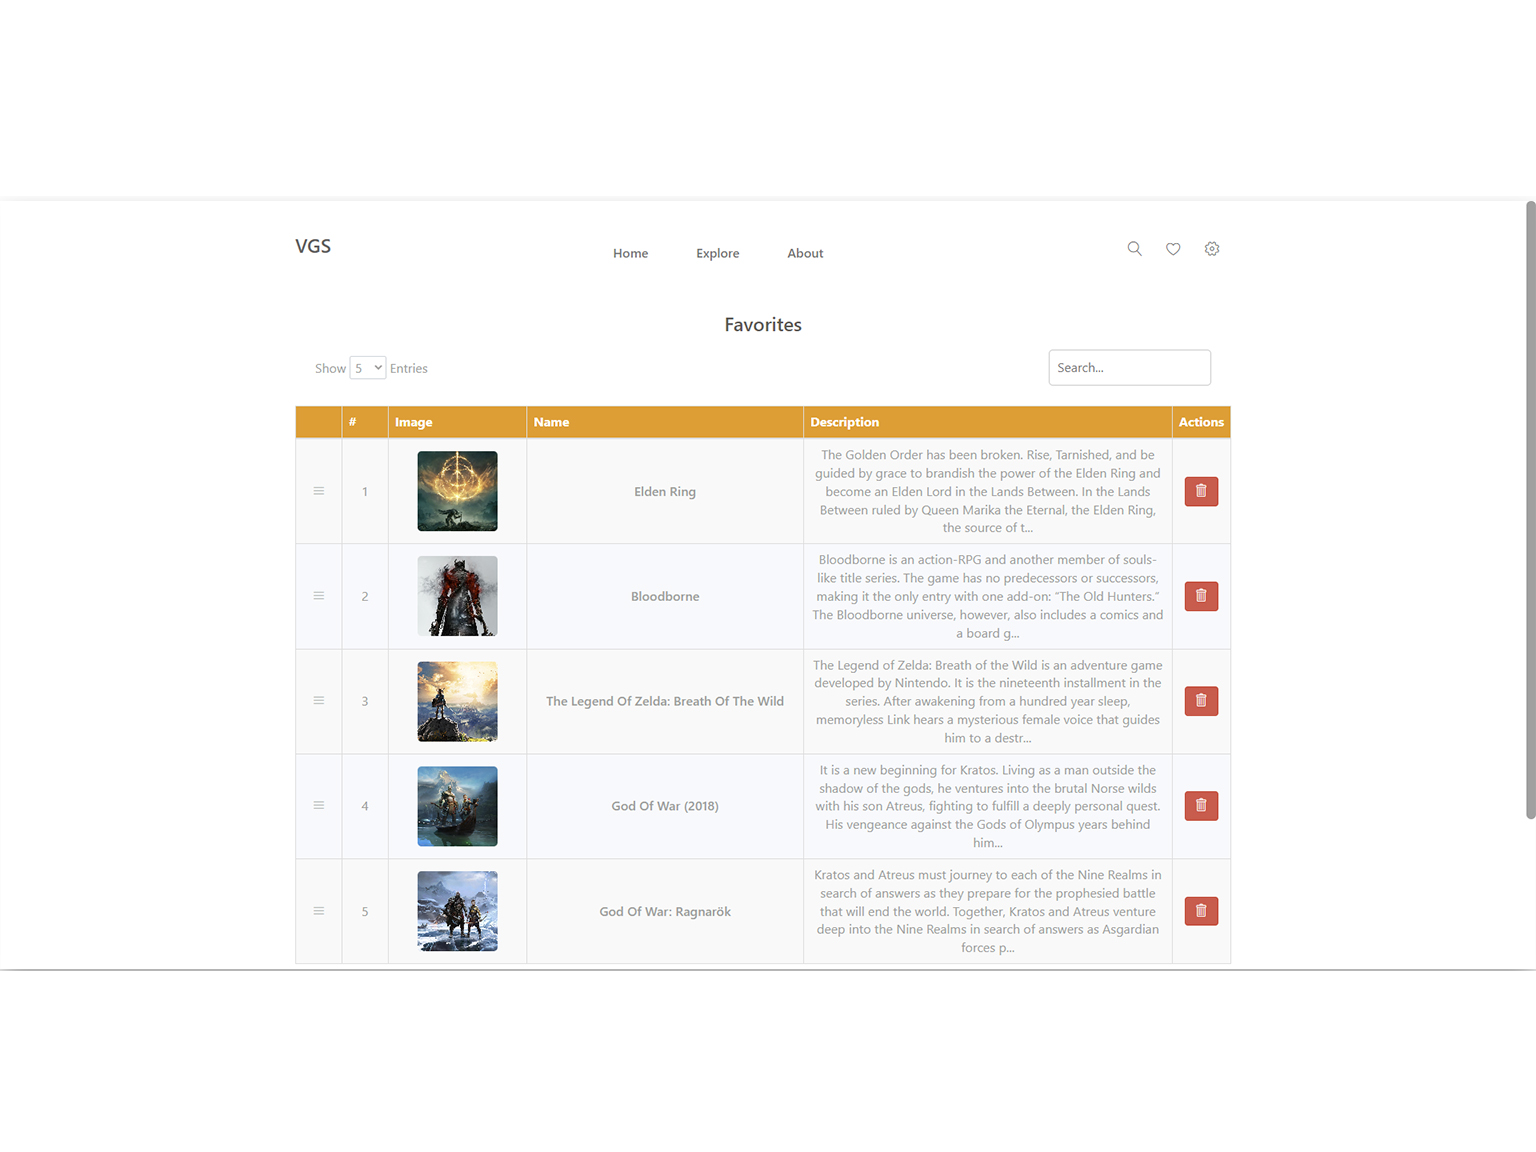 VGS
Home Explore About
Favorites
Show 5 Entries
Search...
# Image Name Description Actions
The Golden Order has been broken. Rise, Tarnished, and be
guided by grace to brandish the power of the Elden Ring and
1 Elden Ring become an Elden Lord in the Lands Between. In the Lands
Between ruled by Queen Marika the Eternal, the Elden Ring,
the source of t...
Bloodborne is an action-RPG and another member of souls-
like title series. The game has no predecessors or successors,
2 Bloodborne making it the only entry with one add-on: “The Old Hunters.”
The Bloodborne universe, however, also includes a comics and
a board g...
The Legend of Zelda: Breath of the Wild is an adventure game
developed by Nintendo. It is the nineteenth installment in the
3 The Legend Of Zelda: Breath Of The Wild series. After awakening from a hundred year sleep,
memoryless Link hears a mysterious female voice that guides
him to a destr...
It is a new beginning for Kratos. Living as a man outside the
shadow of the gods, he ventures into the brutal Norse wilds
4 God Of War (2018) with his son Atreus, fighting to fulfill a deeply personal quest.
His vengeance against the Gods of Olympus years behind
him...
Kratos and Atreus must journey to each of the Nine Realms in
search of answers as they prepare for the prophesied battle
5 God Of War: Ragnarök that will end the world. Together, Kratos and Atreus venture
deep into the Nine Realms in search of answers as Asgardian
forces p...